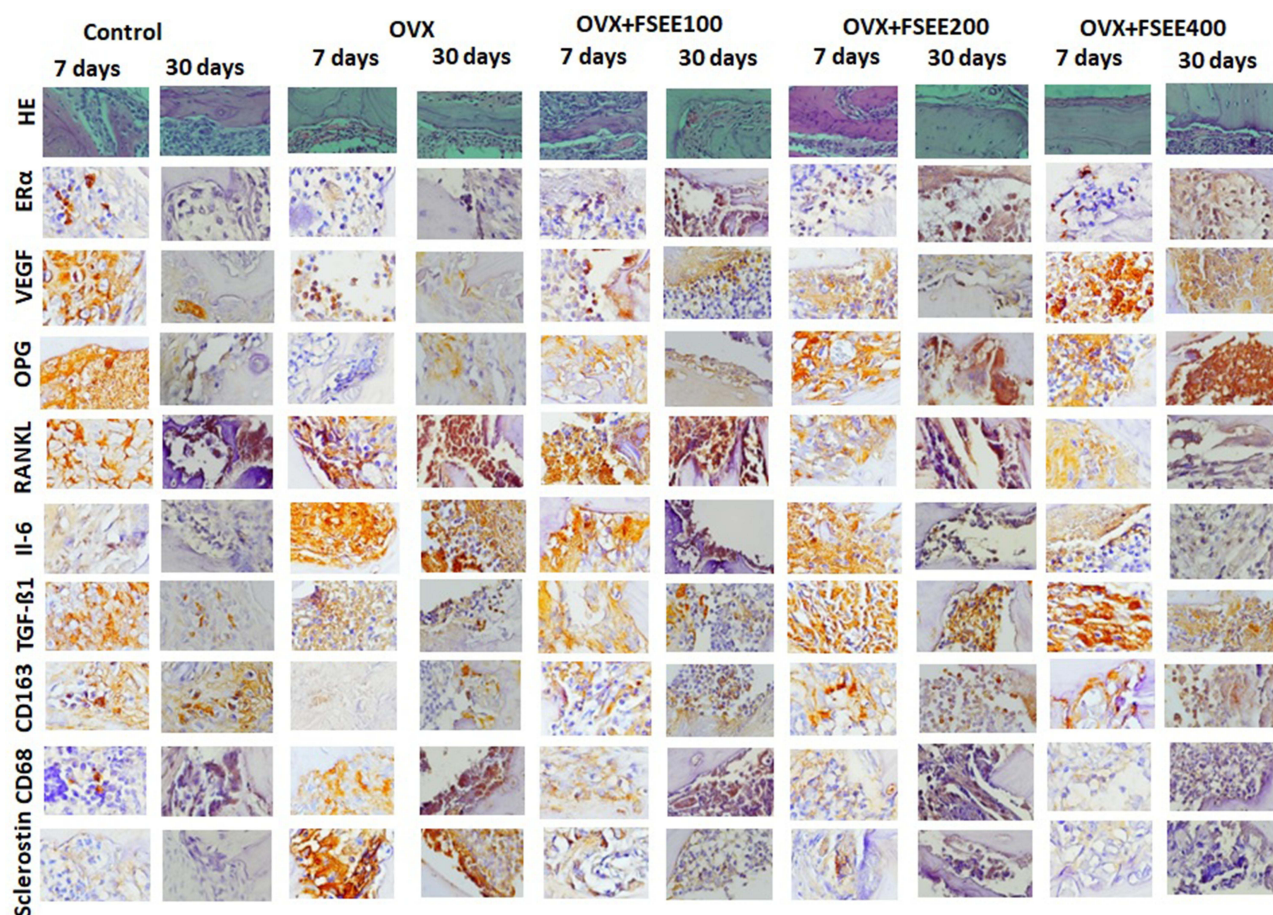 Control OVX OVX+FSEE100 OVX+FSEE200 OVX+FSEE400
7 days 30 days 7 days 30 days 7 days 30 days 7 days 30 days 7 days 30 days
HE
ERα
VEGF
OPG
RANKL
Il-6
TGF-ß1
CD163
CD68
Sclerostin